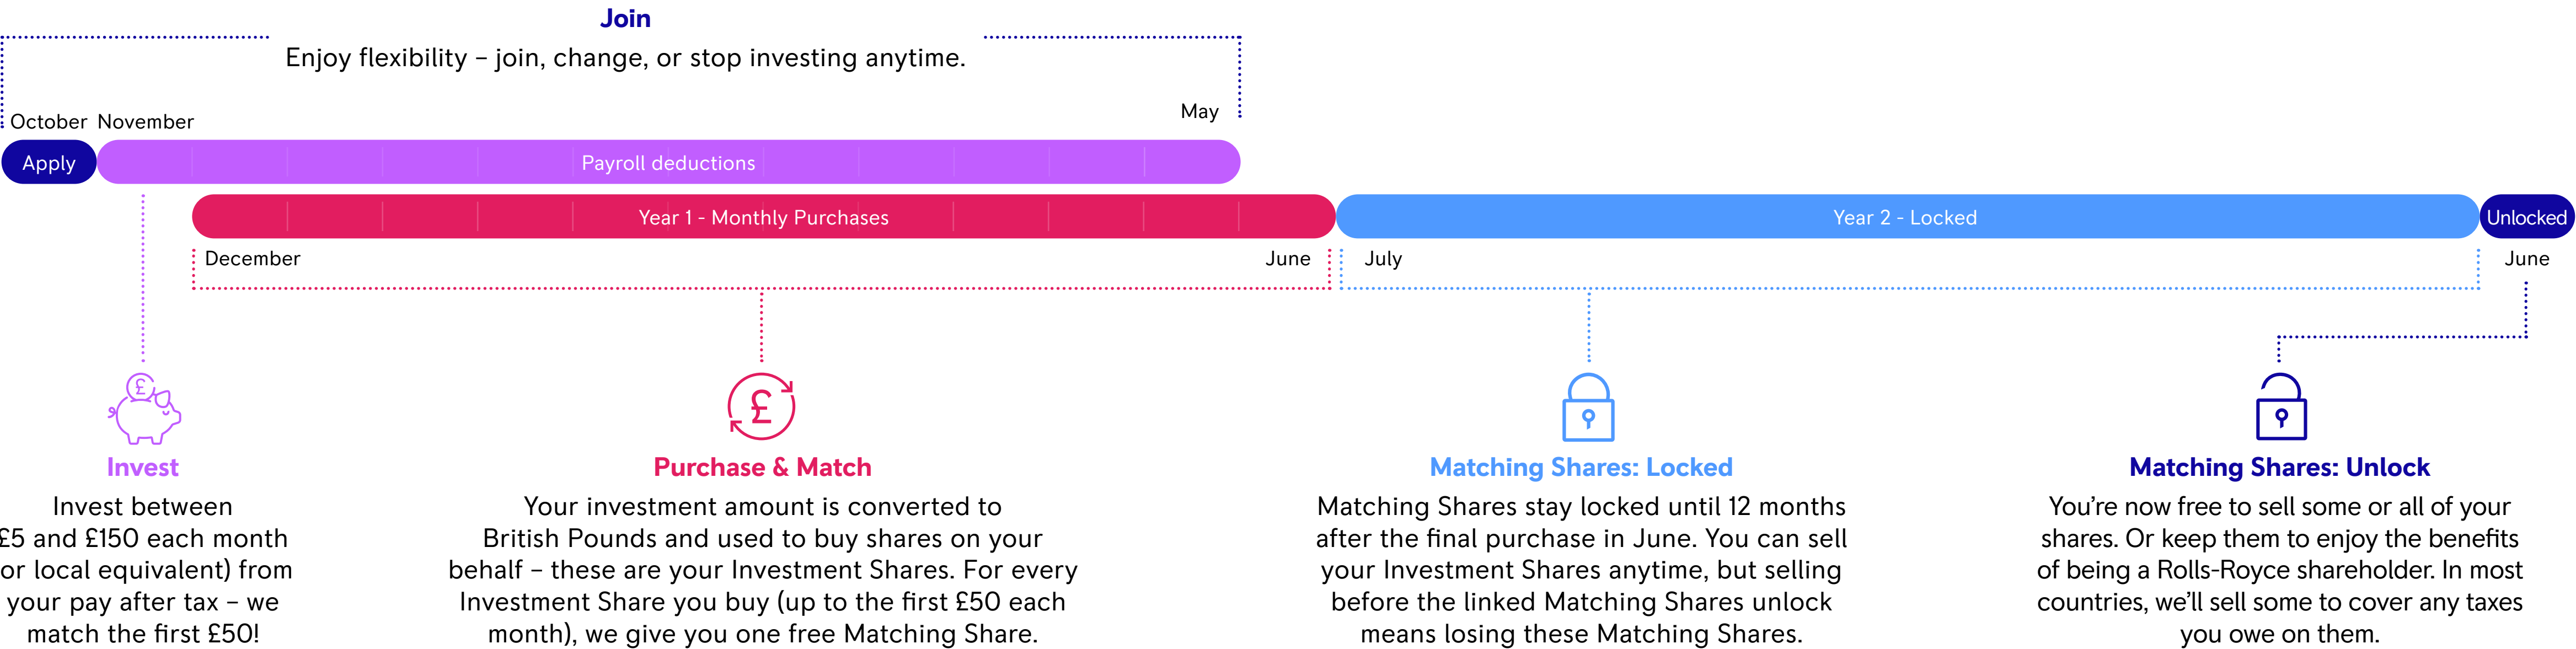 Join
Enjoy flexibility – join, change, or stop investing anytime.
October November May
Apply Payroll deductions
Year 1 - Monthly Purchases Year 2 - Locked Unlocked
December June July June
£
Invest
Invest between
£5 and £150 each month
or local equivalent) from
your pay after tax – we
match the first £50!
£
Purchase & Match
Your investment amount is converted to
British Pounds and used to buy shares on your
behalf – these are your Investment Shares. For every
Investment Share you buy (up to the first £50 each
month), we give you one free Matching Share.
Matching Shares: Locked
Matching Shares stay locked until 12 months
after the final purchase in June. You can sell
your Investment Shares anytime, but selling
before the linked Matching Shares unlock
means losing these Matching Shares.
Matching Shares: Unlock
You’re now free to sell some or all of your
shares. Or keep them to enjoy the benefits
of being a Rolls-Royce shareholder. In most
countries, we’ll sell some to cover any taxes
you owe on them.